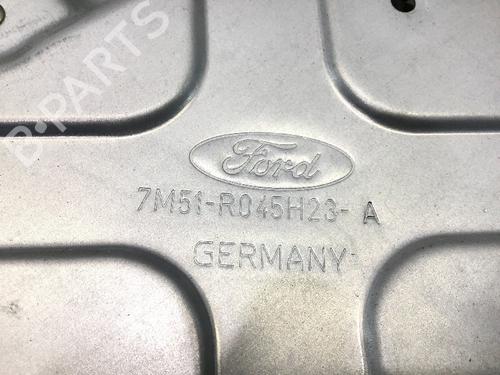 B-PARTS
Ford
7M51-R045H23- A
GERMANY